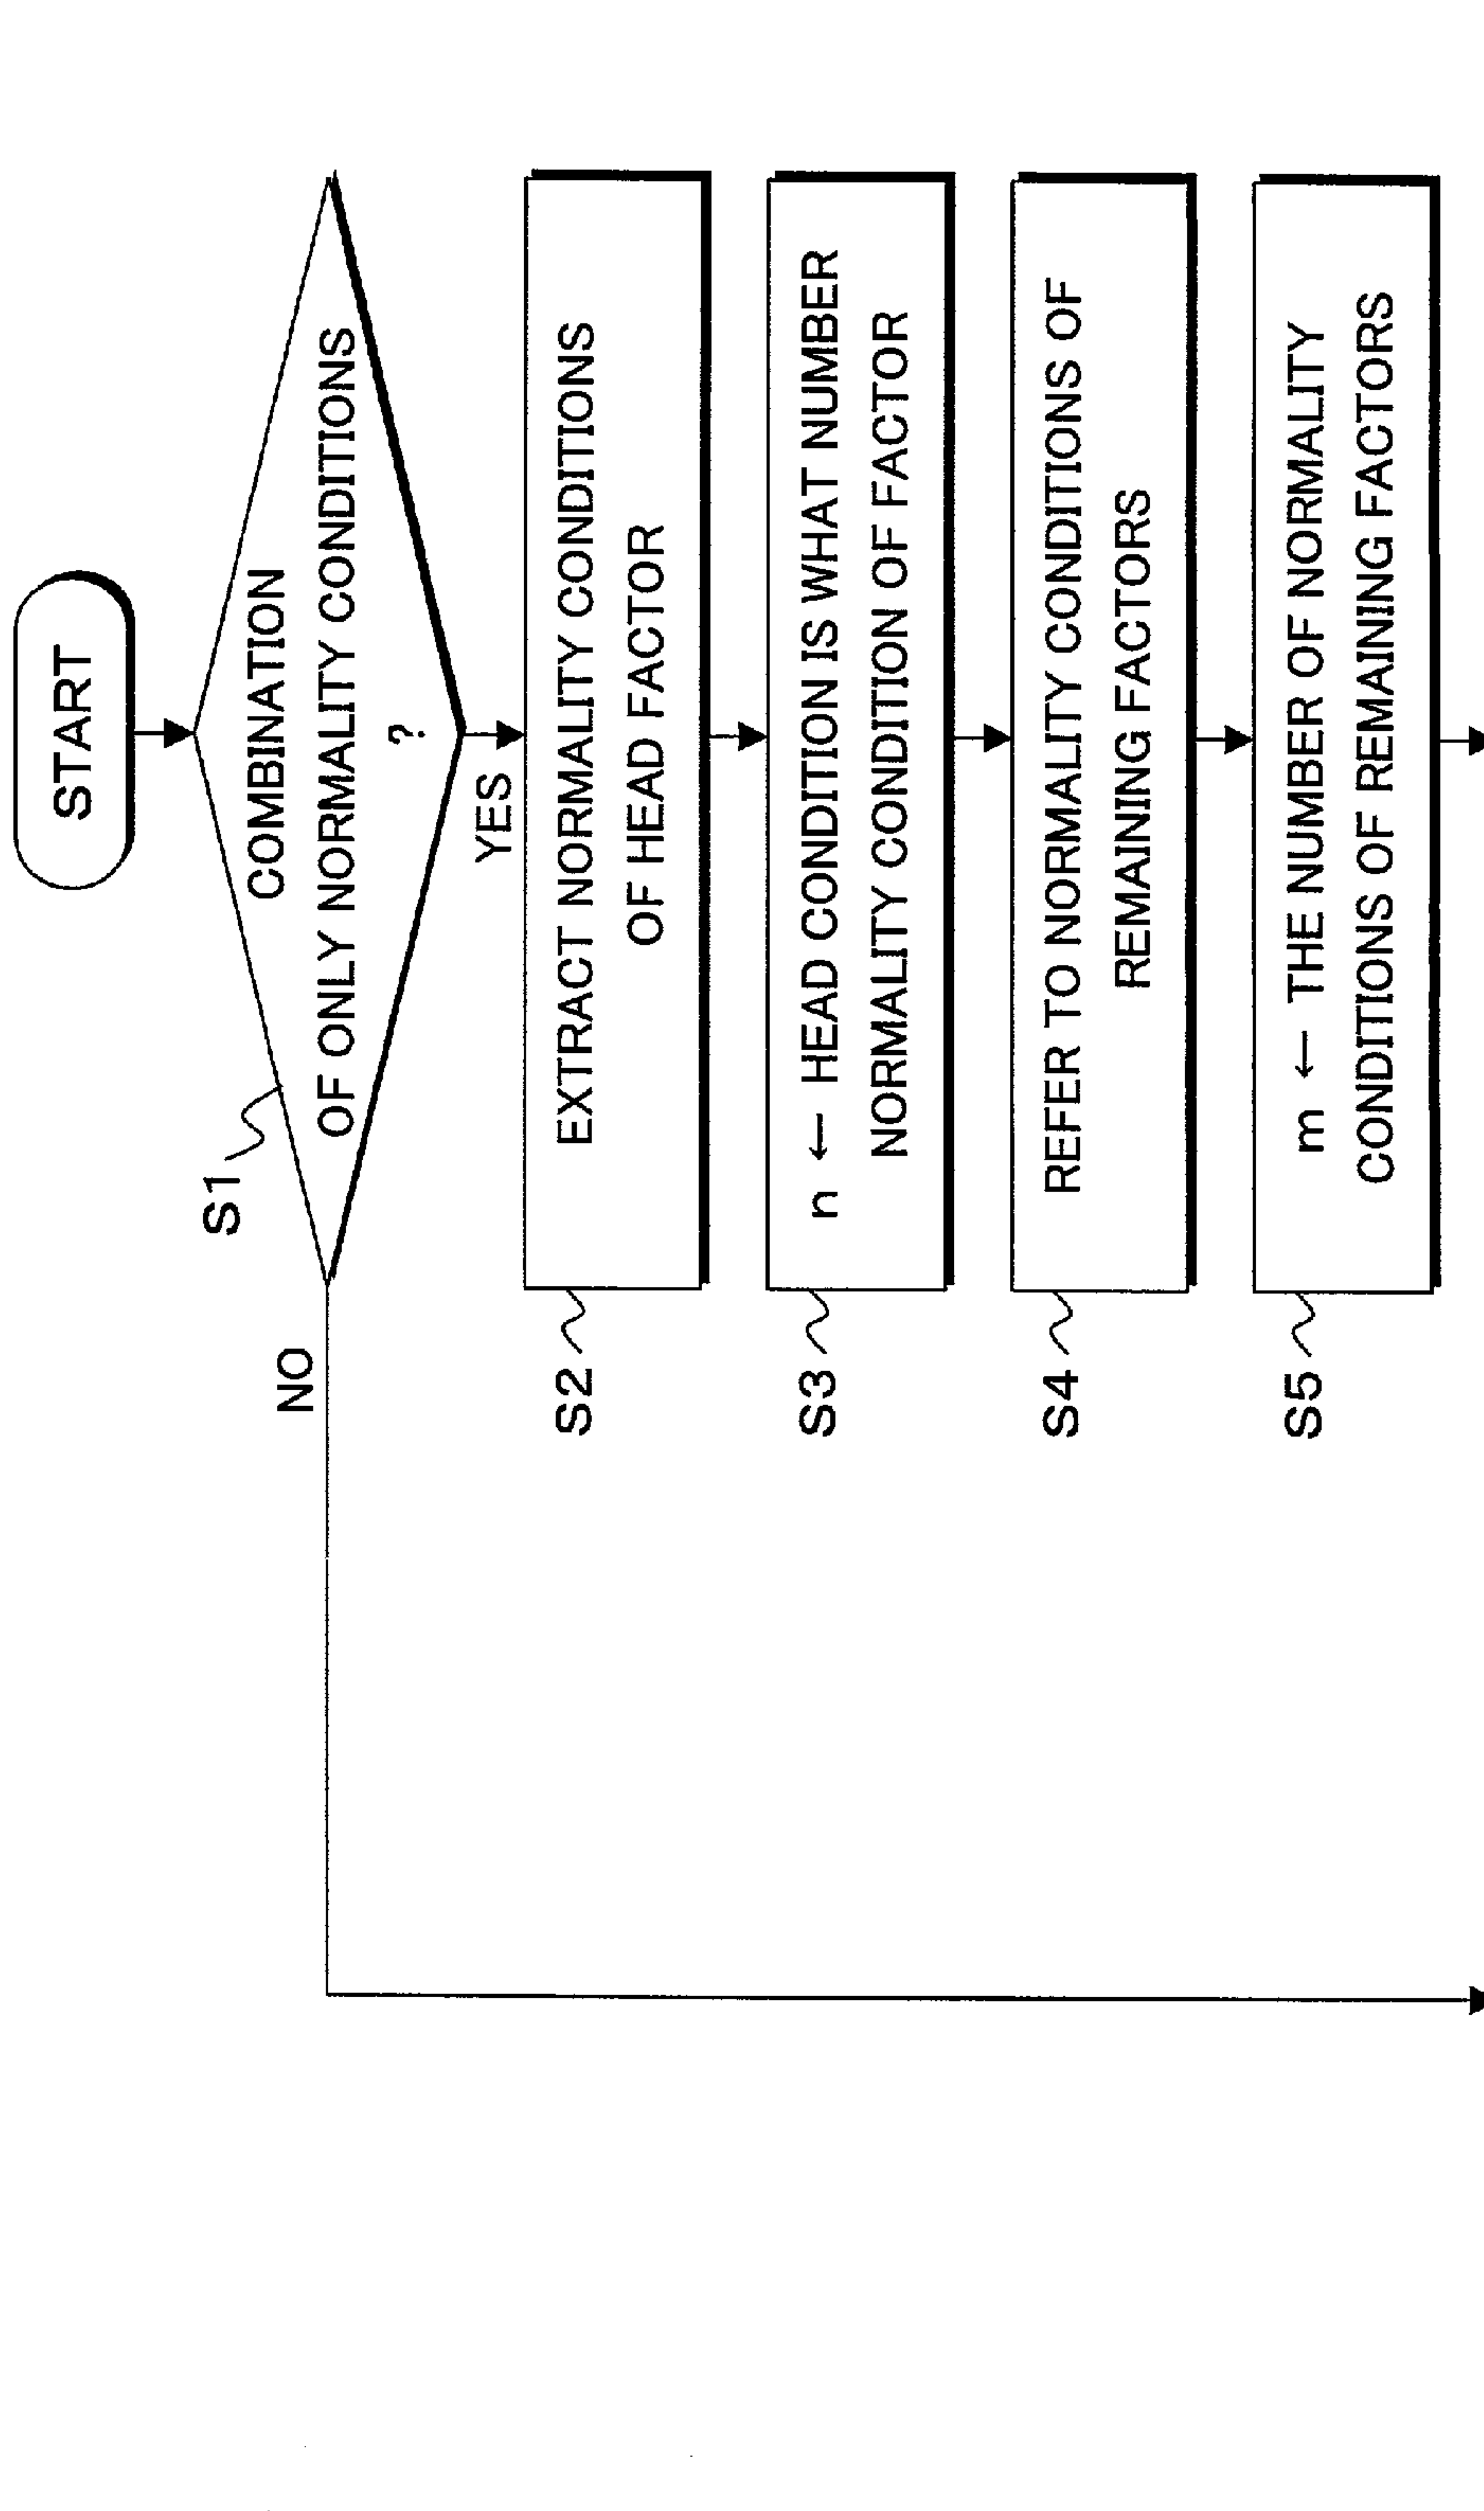 START
S1
COMBINATION
OF ONLY NORMALITY CONDITIONS
?
NO
YES
S2
EXTRACT NORMALITY CONDITIONS
OF HEAD FACTOR
S3
n ← HEAD CONDITION IS WHAT NUMBER
NORMALITY CONDITION OF FACTOR
S4
REFER TO NORMALITY CONDITIONS OF
REMAINING FACTORS
S5
m ← THE NUMBER OF NORMALITY
CONDITIONS OF REMAINING FACTORS